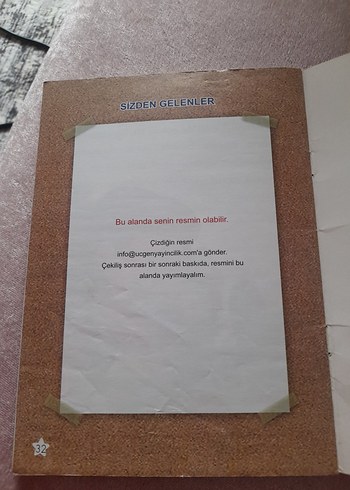 SİZDEN GELENLER
Bu alanda senin resmin olabilir.
Çizdiğin resmi
info@ucgenyayincilik.com'a gönder.
Çekiliş sonrası bir sonraki baskıda, resmini bu
alanda yayımlayalım.
32